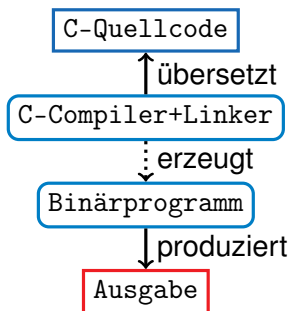 C-Quellcode
übersetzt
C-Compiler+Linker
erzeugt
Binärprogramm
produziert
Ausgabe